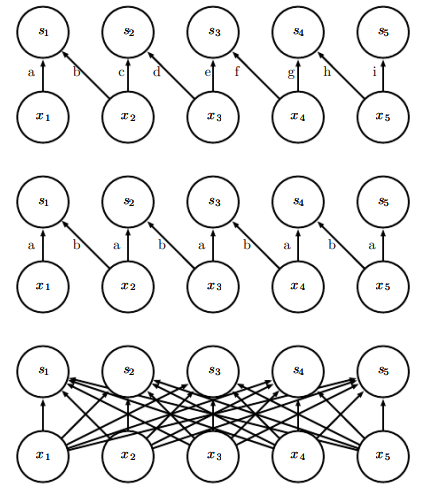 s1 s2 s3 s4 s5
a b c d e f g h i
x1 x2 x3 x4 x5
s1 s2 s3 s4 s5
a b a b a b a b a
x1 x2 x3 x4 x5
s1 s2 s3 s4 s5
x1 x2 x3 x4 x5